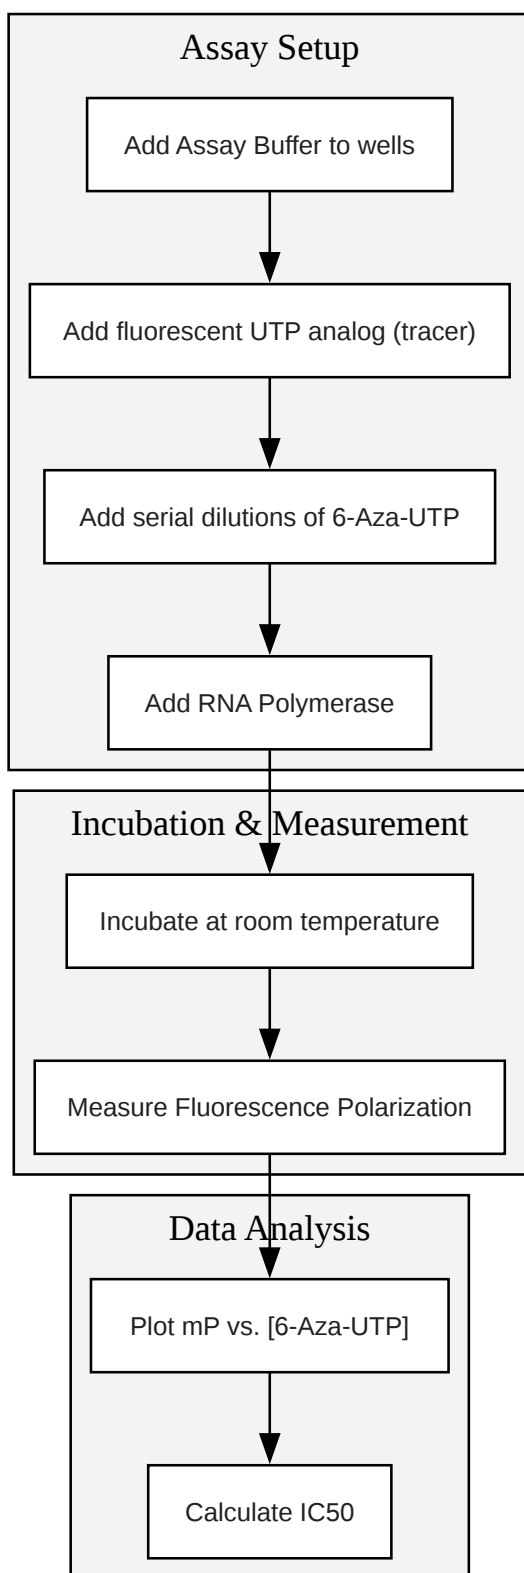 Assay Setup
Add Assay Buffer to wells
Add fluorescent UTP analog (tracer)
Add serial dilutions of 6-Aza-UTP
Add RNA Polymerase
Incubation & Measurement
Incubate at room temperature
Measure Fluorescence Polarization
Data Analysis
Plot mP vs. [6-Aza-UTP]
Calculate IC50